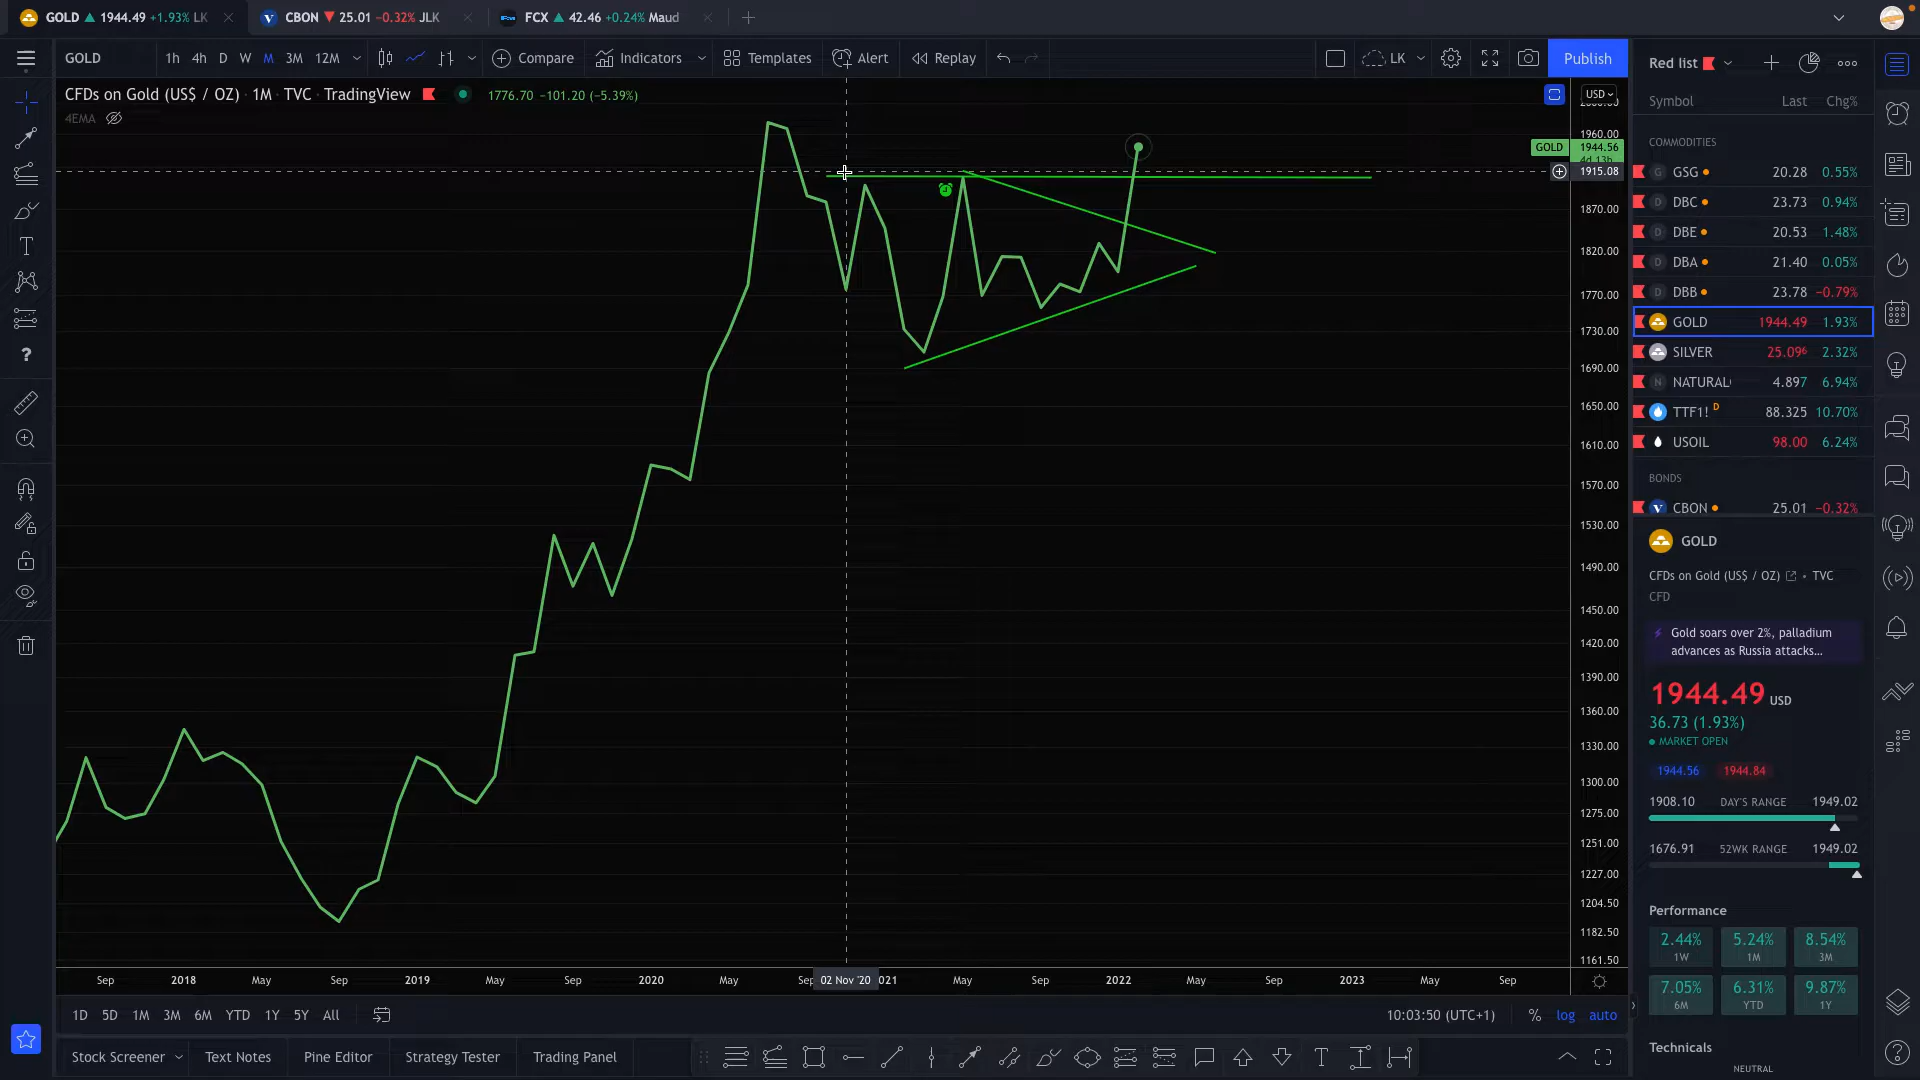 GOLD 1944.49 +1.93% LK
CBON 25.01 −0.32% JLK
FCX 42.46 +0.24% Maud
GOLD
1h 4h D W M 3M 12M
Compare
Indicators
Templates
Alert
Replay
LK
Publish
CFDs on Gold (US$ / OZ) · 1M · TVC · TradingView
1776.70 −101.20 (−5.39%)
4EMA
USD
1960.00
GOLD 1944.56
4d 13h
1915.08
1870.00
1820.00
1770.00
1730.00
1690.00
1650.00
1610.00
1570.00
1530.00
1490.00
1450.00
1420.00
1390.00
1360.00
1330.00
1300.00
1275.00
1251.00
1227.00
1204.50
1182.50
1161.50
Sep 2018 May Sep 2019 May Sep 2020 May Sep 02 Nov '20 021 May Sep 2022 May Sep 2023 May Sep
1D 5D 1M 3M 6M YTD 1Y 5Y All
10:03:50 (UTC+1) % log auto
Stock Screener
Text Notes
Pine Editor
Strategy Tester
Trading Panel
Red list
Symbol Last Chg%
COMMODITIES
GSG 20.28 0.55%
DBC 23.73 0.94%
DBE 20.53 1.48%
DBA 21.40 0.05%
DBB 23.78 −0.79%
GOLD 1944.49 1.93%
SILVER 25.096 2.32%
NATURAL 4.897 6.94%
TTF1! D 88.325 10.70%
USOIL 98.00 6.24%
BONDS
CBON 25.01 −0.32%
GOLD
CFDs on Gold (US$ / OZ) • TVC
CFD
Gold soars over 2%, palladium
advances as Russia attacks...
1944.49 USD
36.73 (1.93%)
MARKET OPEN
1944.56 1944.84
1908.10 DAY'S RANGE 1949.02
1676.91 52WK RANGE 1949.02
Performance
2.44% 5.24% 8.54%
1W 1M 3M
7.05% 6.31% 9.87%
6M YTD 1Y
Technicals
NEUTRAL